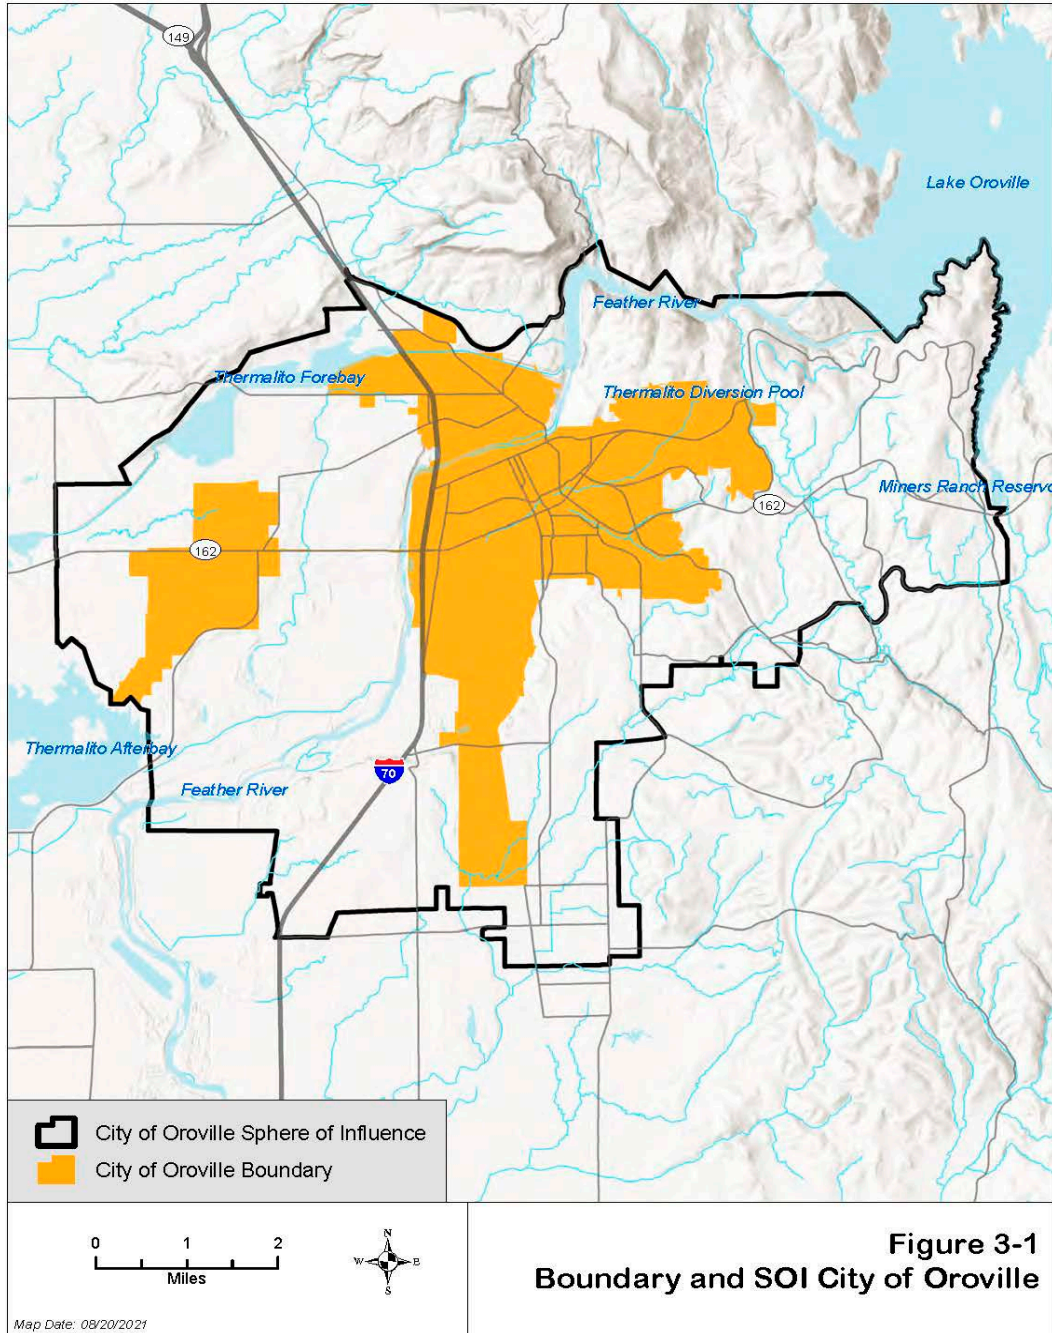 149
Lake Oroville
Feather River
Thermalito Forebay
Thermalito Diversion Pool
Miners Ranch Reservo
162
162
Thermalito Afterbay
Feather River
70
City of Oroville Sphere of Influence
City of Oroville Boundary
0 1 2
Miles
N
W E
S
Figure 3-1
Boundary and SOI City of Oroville
Map Date: 08/20/2021